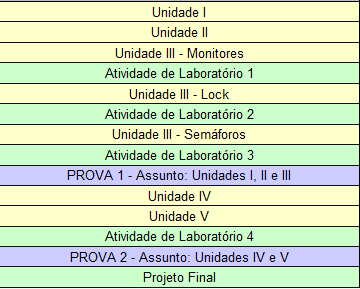 Unidade I
Unidade II
Unidade III - Monitores
Atividade de Laboratório 1
Unidade III - Lock
Atividade de Laboratório 2
Unidade III - Semáforos
Atividade de Laboratório 3
PROVA 1 - Assunto: Unidades I, II e III
Unidade IV
Unidade V
Atividade de Laboratório 4
PROVA 2 - Assunto: Unidades IV e V
Projeto Final